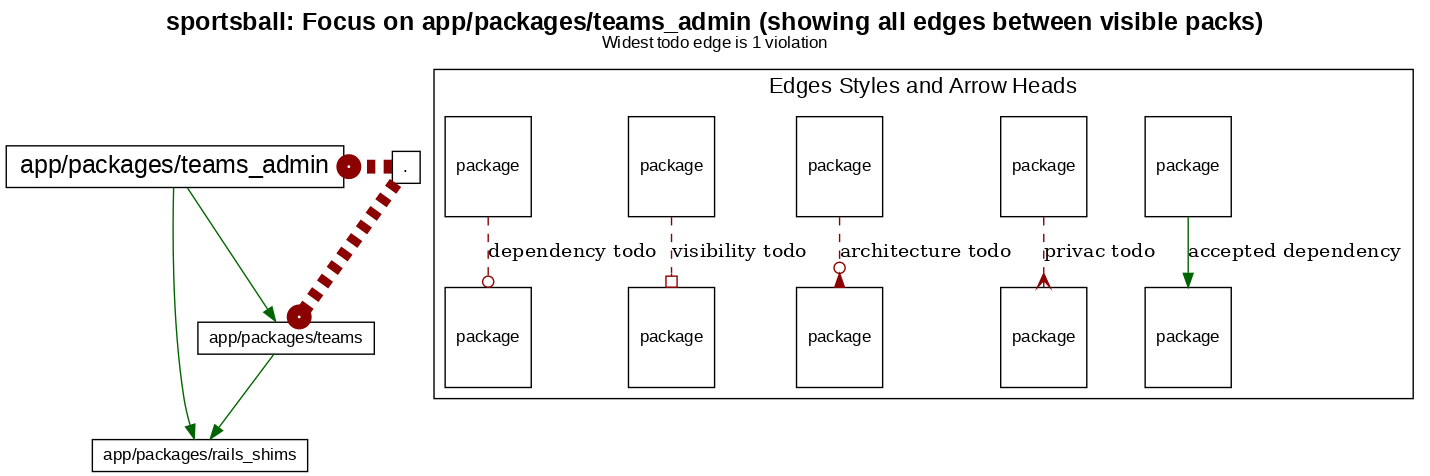 sportsball: Focus on app/packages/teams_admin (showing all edges between visible packs)
Widest todo edge is 1 violation
Edges Styles and Arrow Heads
app/packages/teams_admin
.
package
package
package
package
package
dependency todo
visibility todo
architecture todo
privac todo
accepted dependency
app/packages/teams
package
package
package
package
package
app/packages/rails_shims